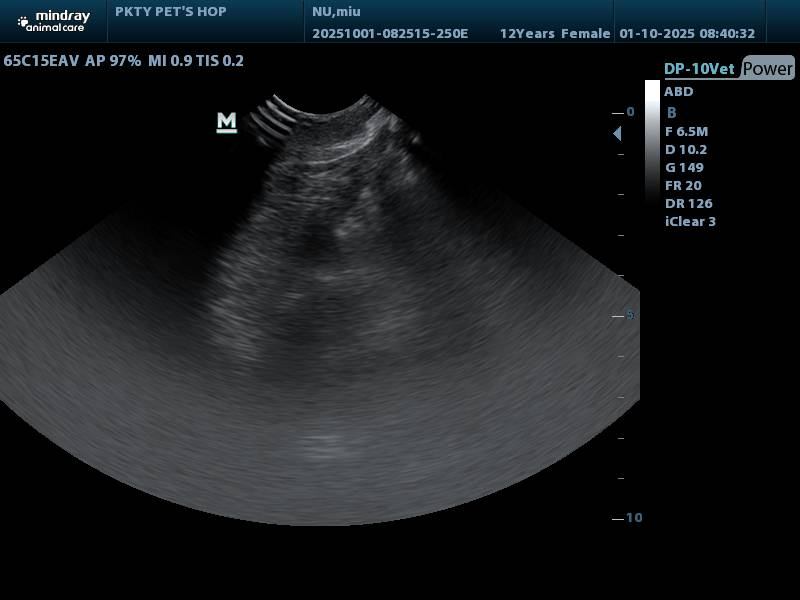 mindray
animalcare
PKTY PET'S HOP
NU,miu
20251001-082515-250E 12Years Female 01-10-2025 08:40:32
65C15EAV AP 97% MI 0.9 TIS 0.2
DP-10Vet Power
M
ABD
B
F 6.5M
D 10.2
G 149
FR 20
DR 126
iClear 3
0
5
10